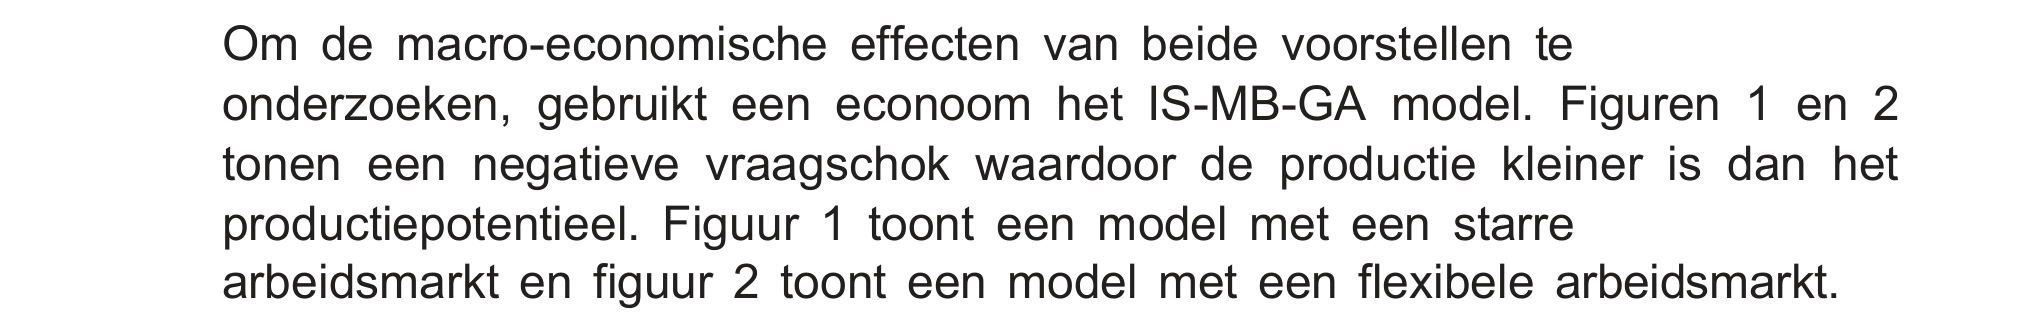 Om de macro-economische effecten van beide voorstellen te
onderzoeken, gebruikt een econoom het IS-MB-GA model. Figuren 1 en 2
tonen een negatieve vraagschok waardoor de productie kleiner is dan het
productiepotentieel. Figuur 1 toont een model met een starre
arbeidsmarkt en figuur 2 toont een model met een flexibele arbeidsmarkt.